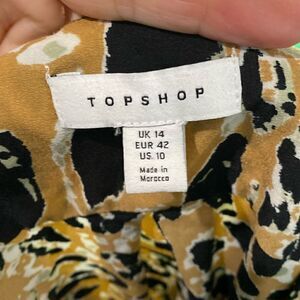 TOPSHOP
UK 14
EUR 42
US 10
Made in
Morocco